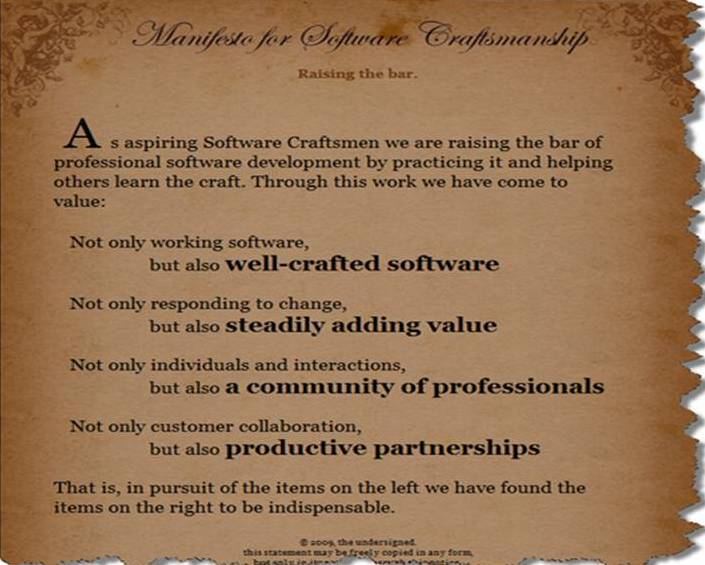 Manifesto for Software Craftsmanship
Raising the bar.
As aspiring Software Craftsmen we are raising the bar of
professional software development by practicing it and helping
others learn the craft. Through this work we have come to
value:
Not only working software,
but also well-crafted software
Not only responding to change,
but also steadily adding value
Not only individuals and interactions,
but also a community of professionals
Not only customer collaboration,
but also productive partnerships
That is, in pursuit of the items on the left we have found the
items on the right to be indispensable.
© 2009, the undersigned.
this statement may be freely copied in any form,